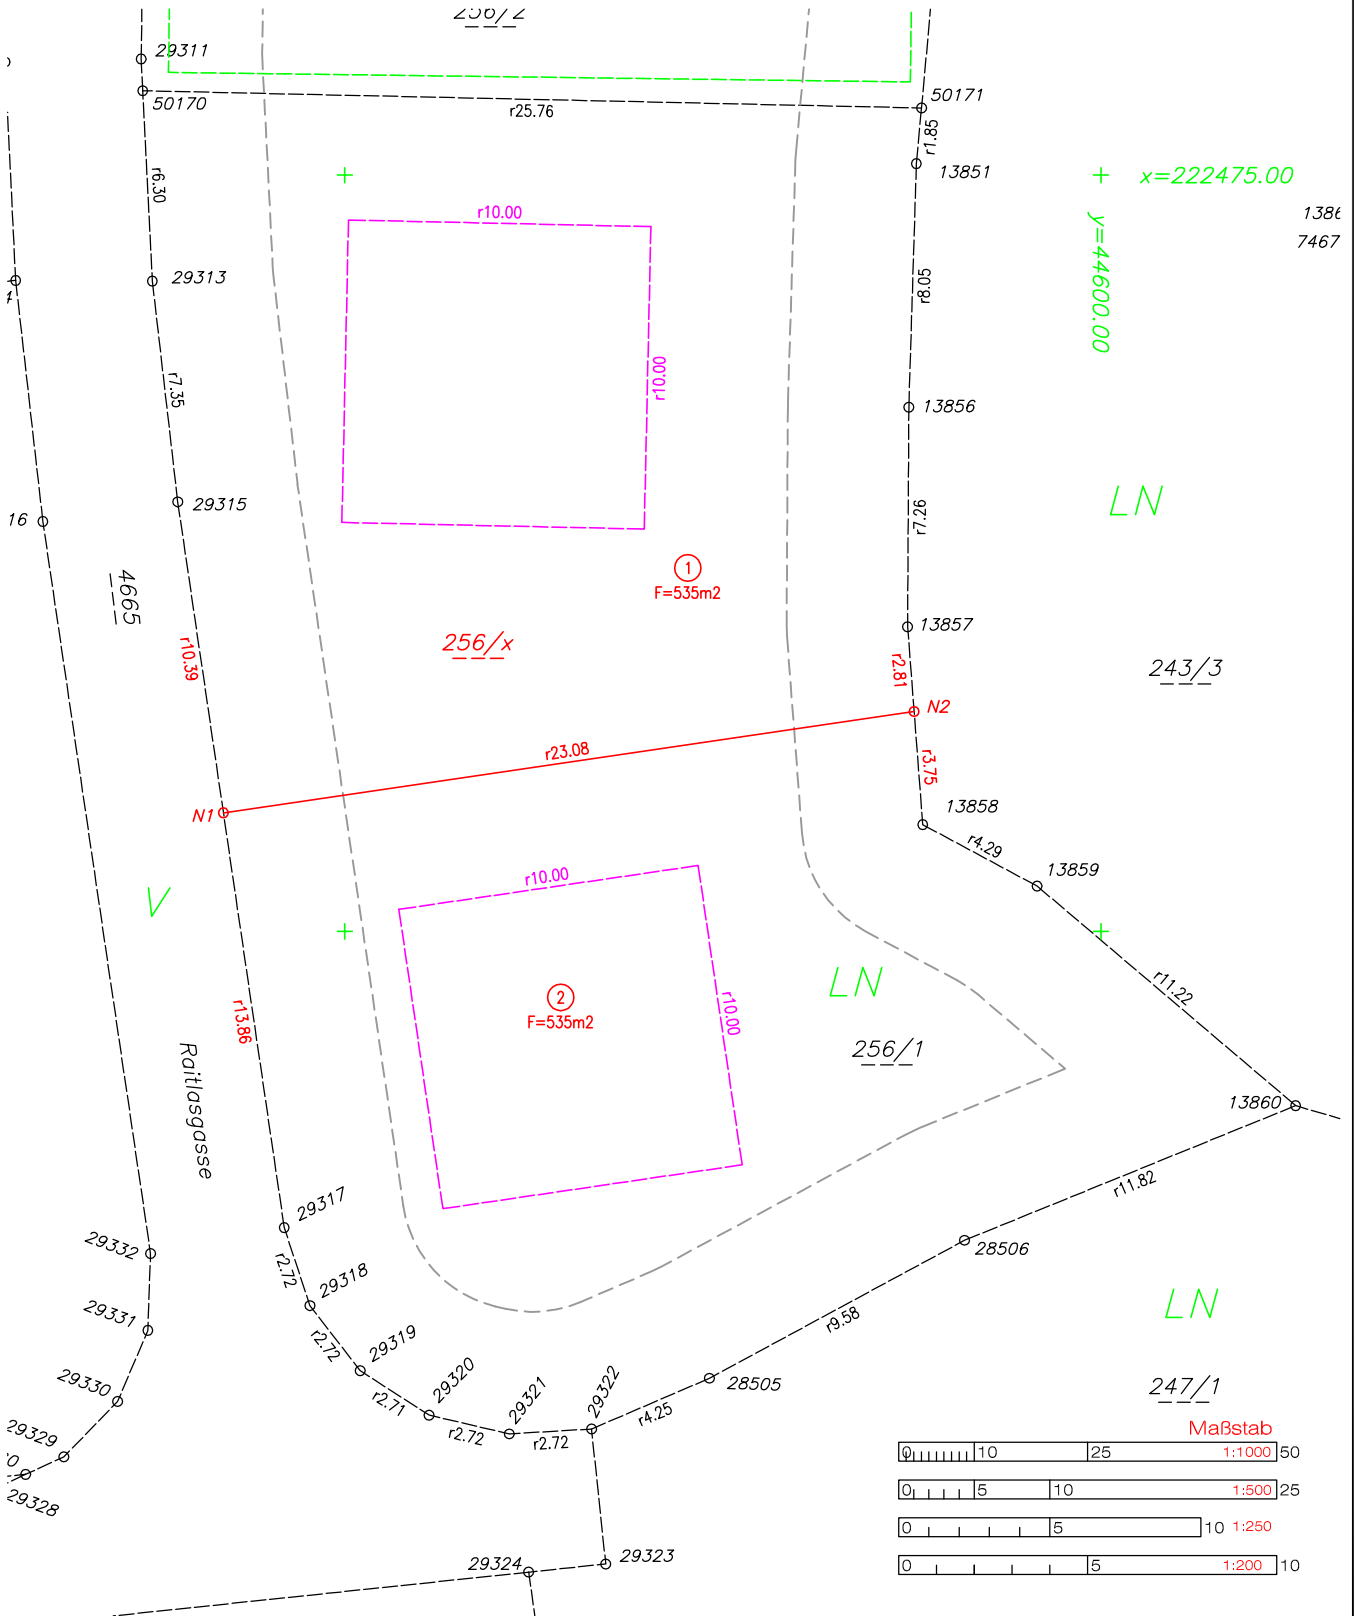 256/2
29311
50170
50171
r25.76
r1.85
13851
x=222475.00
y=44600.00
7467
r6.30
r10.00
29313
r8.05
r7.35
r10.00
13856
29315
16
LN
r7.26
1
F=535m2
4665
256/x
13857
r10.39
r2.81
243/3
N2
r23.08
r3.75
N1
13858
r4.29
13859
r10.00
V
LN
r11.22
2
F=535m2
r10.00
r13.86
256/1
Raitlasgasse
13860
r11.82
29317
29332
r2.72
28506
29318
29331
r2.72
r9.58
LN
29319
29330
r2.71
29320
29321
29322
28505
247/1
r4.25
r2.72
r2.72
29329
29328
Maßstab
0 10 25 1:1000 50
0 5 10 1:500 25
0 5 10 1:250
0 5 1:200 10
29324
29323